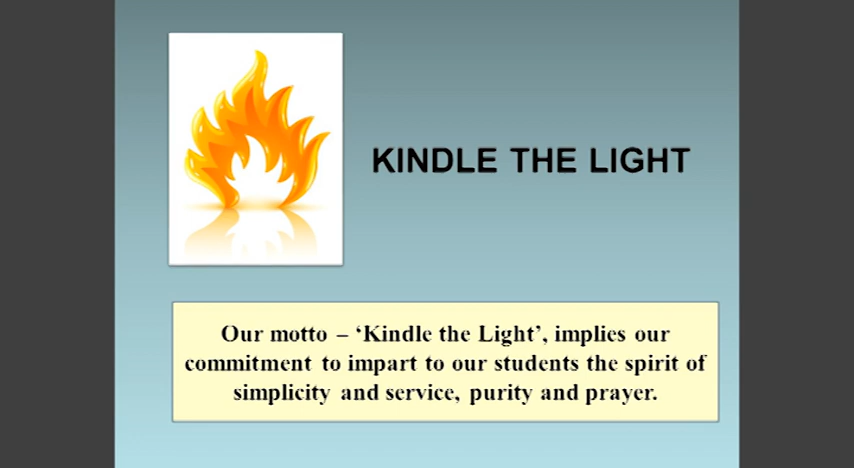 KINDLE THE LIGHT
Our motto – ‘Kindle the Light’, implies our
commitment to impart to our students the spirit of
simplicity and service, purity and prayer.